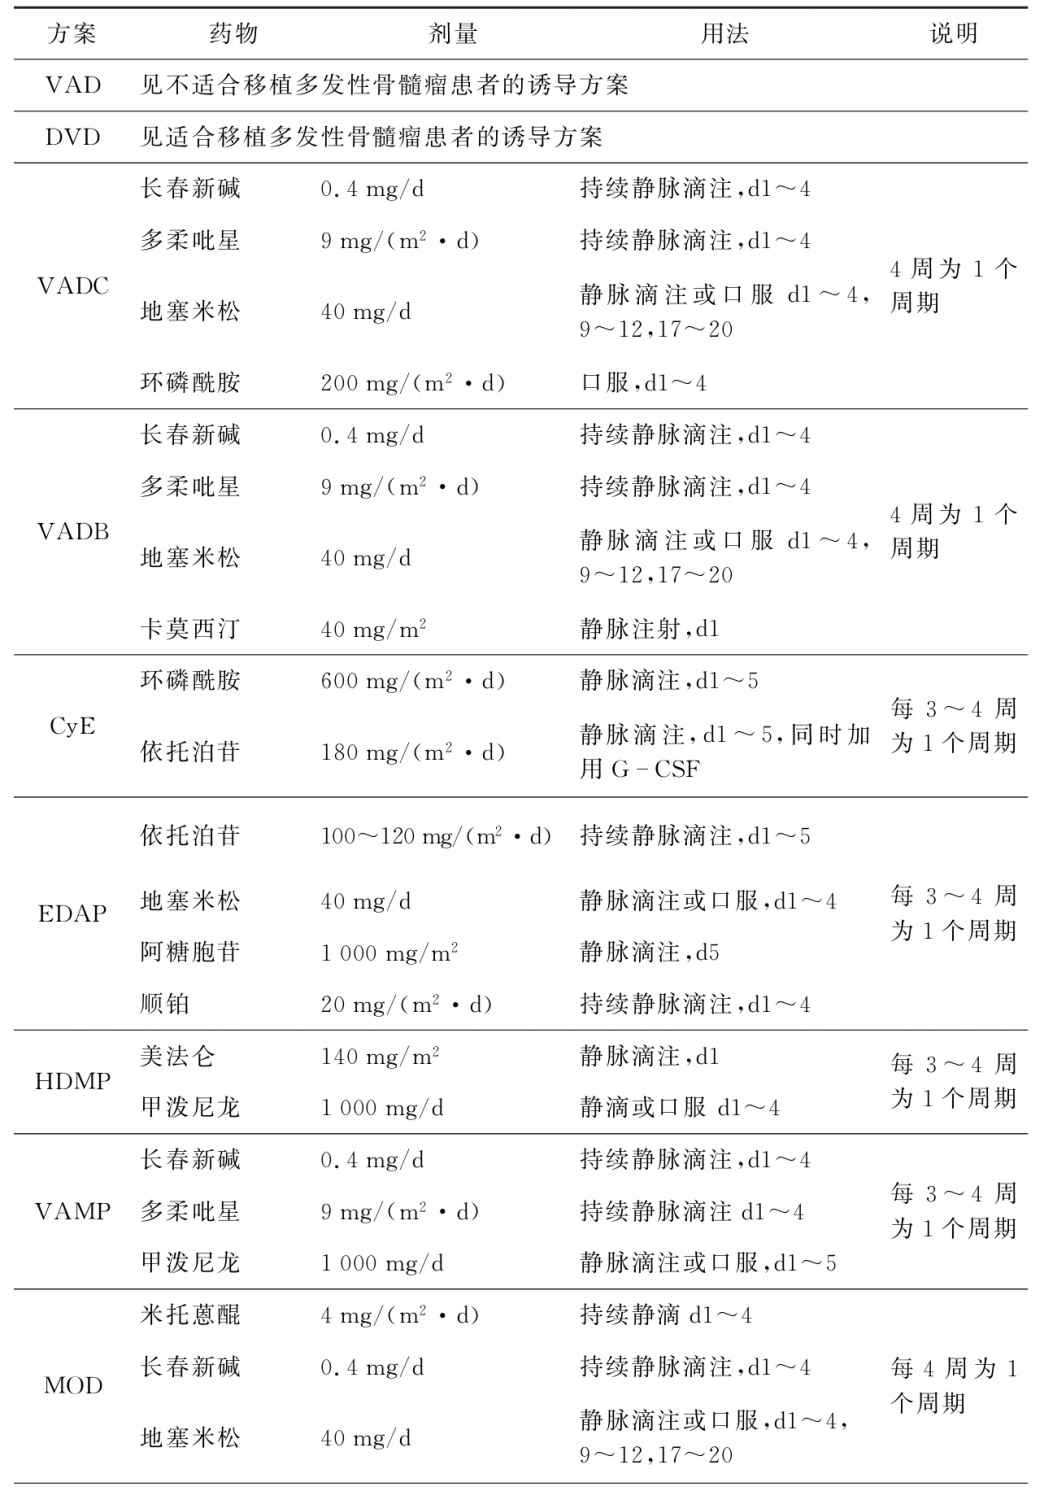 方案 药物 剂量 用法 说明
VAD 见不适合移植多发性骨髓瘤患者的诱导方案
DVD 见适合移植多发性骨髓瘤患者的诱导方案
VADC
长春新碱 0.4 mg/d 持续静脉滴注,d1～4
多柔吡星 9 mg/(m²·d) 持续静脉滴注,d1～4
地塞米松 40 mg/d 静脉滴注或口服 d1～4,
9～12,17～20
环磷酰胺 200 mg/(m²·d) 口服,d1～4
4 周为 1 个
周期
VADB
长春新碱 0.4 mg/d 持续静脉滴注,d1～4
多柔吡星 9 mg/(m²·d) 持续静脉滴注,d1～4
地塞米松 40 mg/d 静脉滴注或口服 d1～4,
9～12,17～20
卡莫西汀 40 mg/m² 静脉注射,d1
4 周为 1 个
周期
CyE
环磷酰胺 600 mg/(m²·d) 静脉滴注,d1～5
依托泊苷 180 mg/(m²·d) 静脉滴注,d1～5,同时加
用 G－CSF
每 3～4 周
为 1 个周期
EDAP
依托泊苷 100～120 mg/(m²·d) 持续静脉滴注,d1～5
地塞米松 40 mg/d 静脉滴注或口服,d1～4
阿糖胞苷 1 000 mg/m² 静脉滴注,d5
顺铂 20 mg/(m²·d) 持续静脉滴注,d1～4
每 3～4 周
为 1 个周期
HDMP
美法仑 140 mg/m² 静脉滴注,d1
甲泼尼龙 1 000 mg/d 静滴或口服 d1～4
每 3～4 周
为 1 个周期
VAMP
长春新碱 0.4 mg/d 持续静脉滴注,d1～4
多柔吡星 9 mg/(m²·d) 持续静脉滴注 d1～4
甲泼尼龙 1 000 mg/d 静脉滴注或口服,d1～5
每 3～4 周
为 1 个周期
MOD
米托蒽醌 4 mg/(m²·d) 持续静滴 d1～4
长春新碱 0.4 mg/d 持续静脉滴注,d1～4
地塞米松 40 mg/d 静脉滴注或口服,d1～4,
9～12,17～20
每 4 周为 1
个周期